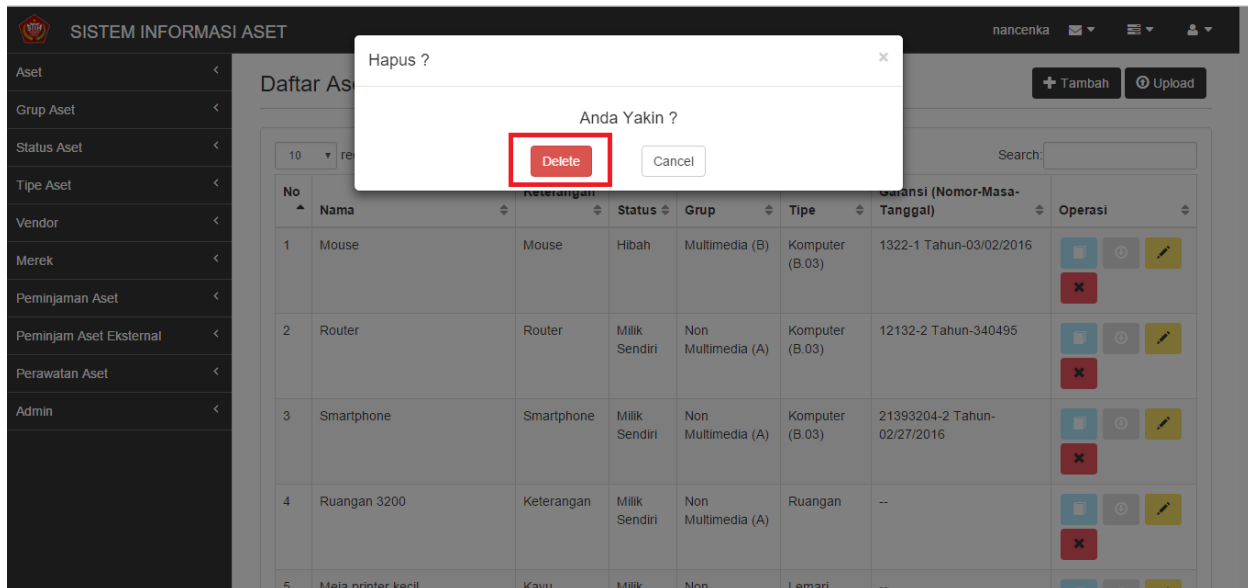 SISTEM INFORMASI ASET
nancenka
Hapus ?
×
Aset
Grup Aset
Status Aset
Tipe Aset
Vendor
Merek
Peminjaman Aset
Peminjam Aset Eksternal
Perawatan Aset
Admin
Daftar As
Tambah
Upload
Anda Yakin ?
Delete
Cancel
10
re
Search:
No
Nama
Keterangan
Status
Grup
Tipe
Garansi (Nomor-Masa-
Tanggal)
Operasi
1 Mouse Mouse Hibah Multimedia (B) Komputer 1322-1 Tahun-03/02/2016
(B.03)
2 Router Router Milik Non Komputer 12132-2 Tahun-340495
Sendiri Multimedia (A) (B.03)
3 Smartphone Smartphone Milik Non Komputer 21393204-2 Tahun-
Sendiri Multimedia (A) (B.03) 02/27/2016
4 Ruangan 3200 Keterangan Milik Non Ruangan --
Sendiri Multimedia (A)
5 Meja printer kecil Kayu Milik Non Lemari --